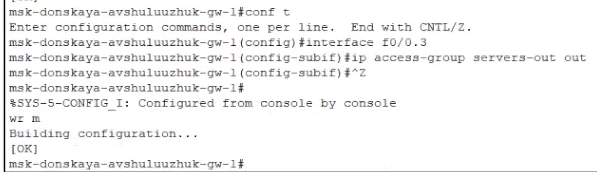 msk-donskaya-avshuluuzhuk-gw-1#conf t
Enter configuration commands, one per line.  End with CNTL/Z.
msk-donskaya-avshuluuzhuk-gw-1(config)#interface f0/0.3
msk-donskaya-avshuluuzhuk-gw-1(config-subif)#ip access-group servers-out out
msk-donskaya-avshuluuzhuk-gw-1(config-subif)#^Z
msk-donskaya-avshuluuzhuk-gw-1#
%SYS-5-CONFIG_I: Configured from console by console
wr m
Building configuration...
[OK]
msk-donskaya-avshuluuzhuk-gw-1#